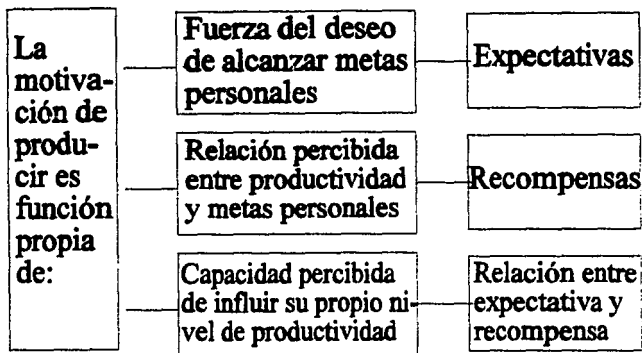 La
motiva-
ción de
produ-
cir es
función
propia
de:
Fuerza del deseo
de alcanzar metas
personales
Expectativas
Relación percibida
entre productividad
y metas personales
Recompensas
Capacidad percibida
de influir su propio ni-
vel de productividad
Relación entre
expectativa y
recompensa